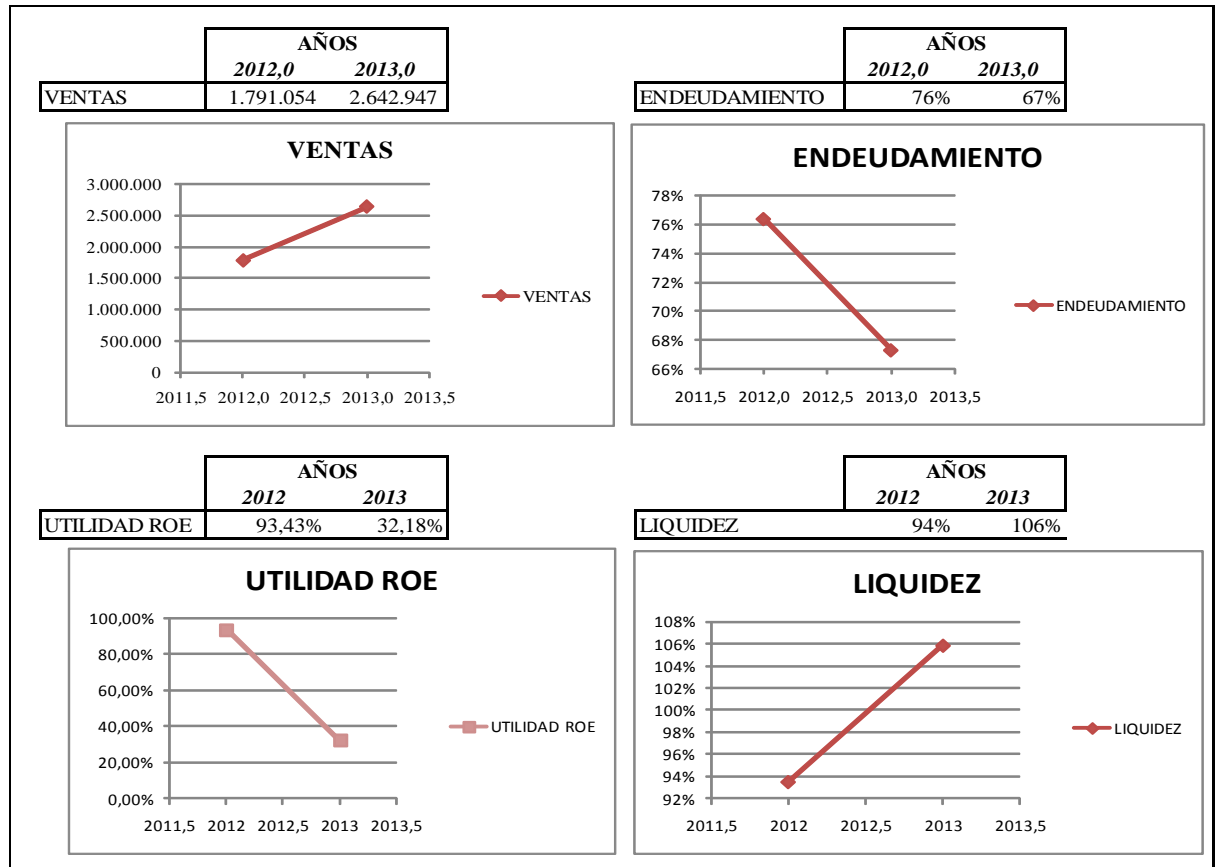 AÑOS
2012,0 2013,0
VENTAS 1.791.054 2.642.947
VENTAS
3.000.000
2.500.000
2.000.000
1.500.000
1.000.000
500.000
0
2011,5 2012,0 2012,5 2013,0 2013,5
VENTAS
AÑOS
2012,0 2013,0
ENDEUDAMIENTO 76% 67%
ENDEUDAMIENTO
78%
76%
74%
72%
70%
68%
66%
2011,5 2012,0 2012,5 2013,0 2013,5
ENDEUDAMIENTO
AÑOS
2012 2013
UTILIDAD ROE 93,43% 32,18%
UTILIDAD ROE
100,00%
80,00%
60,00%
40,00%
20,00%
0,00%
2011,5 2012 2012,5 2013 2013,5
UTILIDAD ROE
AÑOS
2012 2013
LIQUIDEZ 94% 106%
LIQUIDEZ
108%
106%
104%
102%
100%
98%
96%
94%
92%
2011,5 2012 2012,5 2013 2013,5
LIQUIDEZ